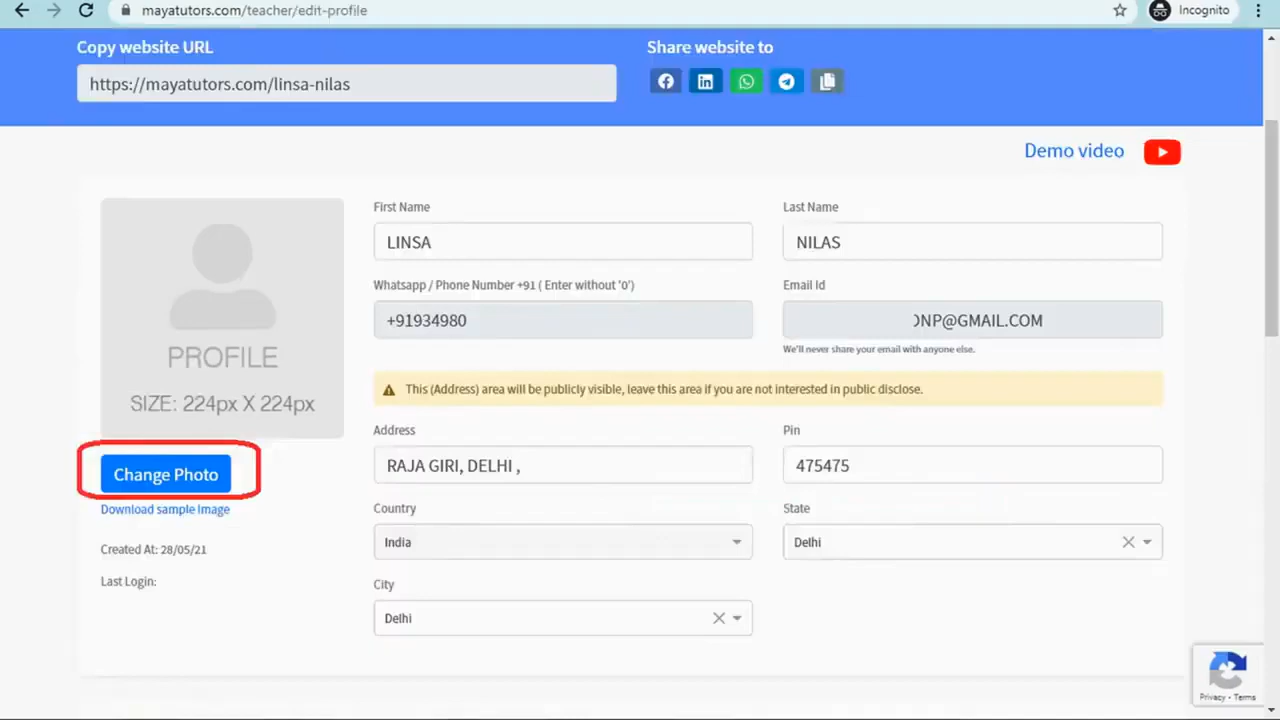 mayatutors.com/teacher/edit-profile
Incognito
Copy website URL
Share website to
https://mayatutors.com/linsa-nilas
Demo video
PROFILE
SIZE: 224px X 224px
Change Photo
Download sample Image
Created At: 28/05/21
Last Login:
First Name
Last Name
LINSA
NILAS
Whatsapp / Phone Number +91 ( Enter without '0')
Email Id
+91934980
NP@GMAIL.COM
We'll never share your email with anyone else.
This (Address) area will be publicly visible, leave this area if you are not interested in public disclose.
Address
Pin
RAJA GIRI, DELHI ,
475475
Country
State
India
Delhi
City
Delhi
Privacy - Terms